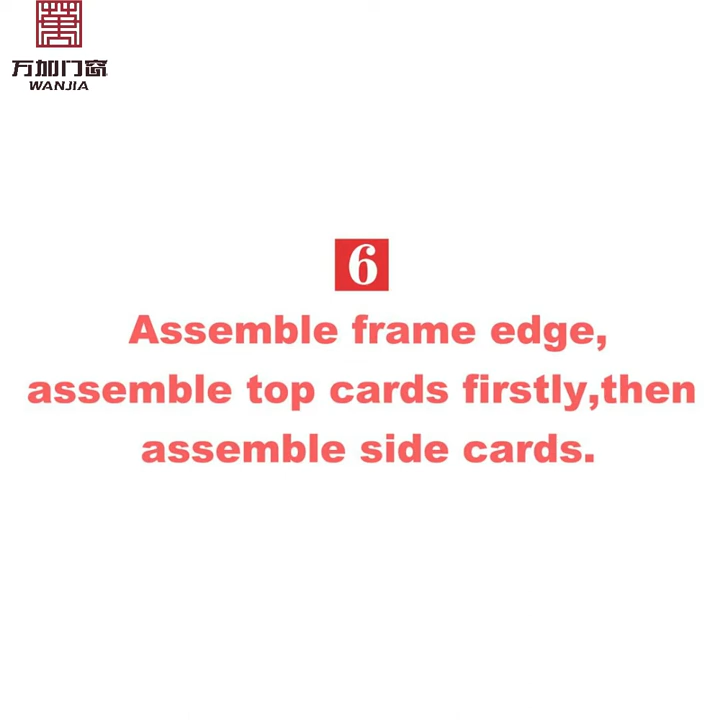 万加门窗
WANJIA
6
Assemble frame edge,
assemble top cards firstly,then
assemble side cards.